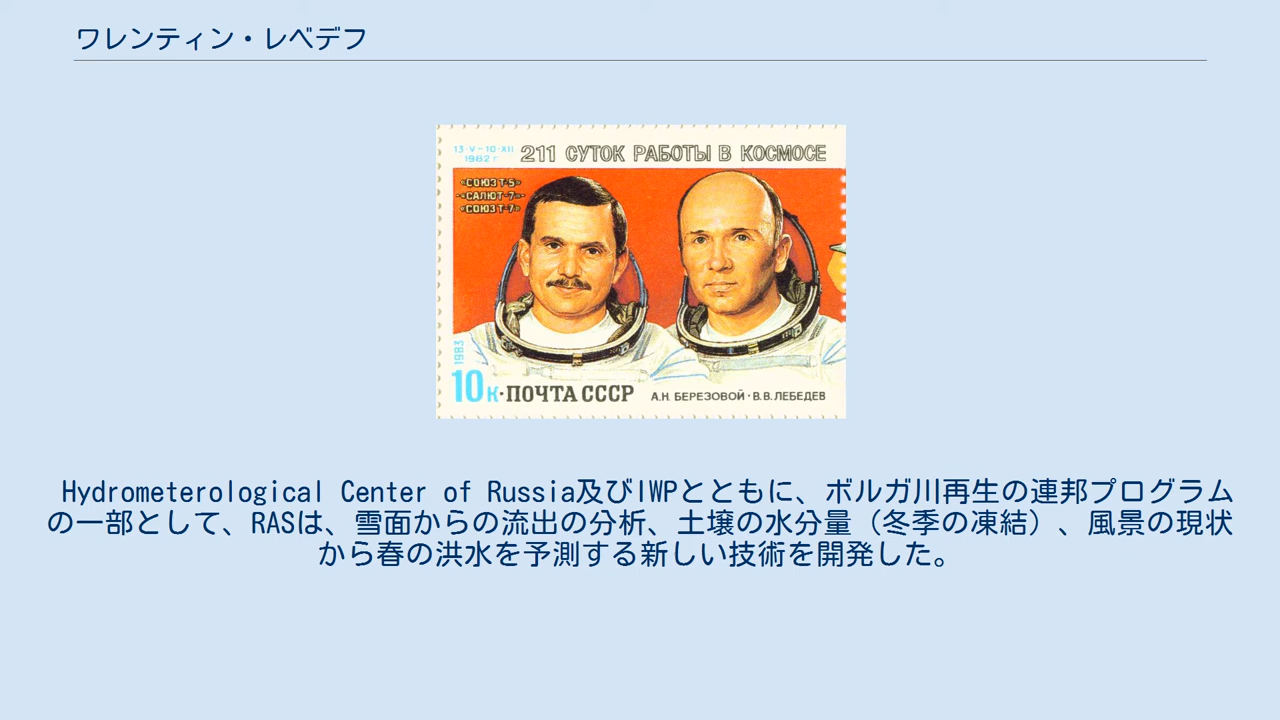 ワレンティン・レベデフ
13·V-10·XII
1982 г
211 СУТОК РАБОТЫ В КОСМОСЕ
«СОЮЗ Т-5»
-«САЛЮТ-7»-
«СОЮЗ Т-7»
1983
10 к·ПОЧТА СССР
А.Н. БЕРЕЗОВОЙ·В.В. ЛЕБЕДЕВ
Hydrometerological Center of Russia及びIWPとともに、ボルガ川再生の連邦プログラム
の一部として、RASは、雪面からの流出の分析、土壌の水分量（冬季の凍結）、風景の現状
から春の洪水を予測する新しい技術を開発した。